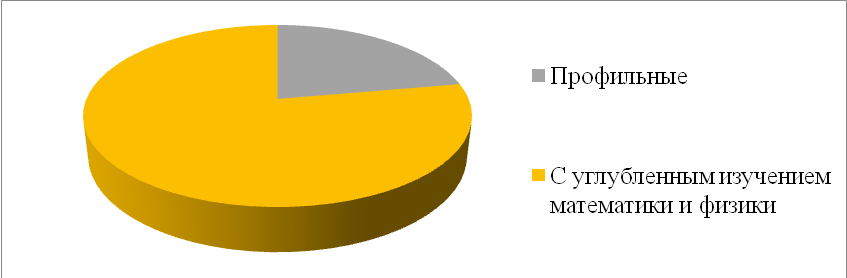 Профильные
С углубленным изучением
математики и физики